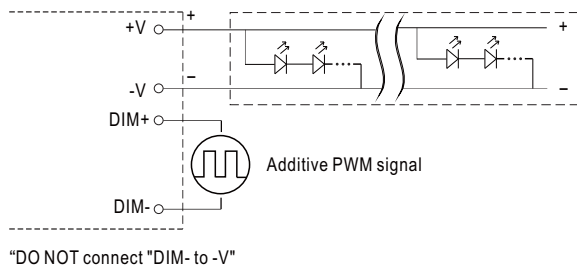 +V
+
+
-V
−
−
DIM+
Additive PWM signal
DIM-
“DO NOT connect "DIM- to -V"